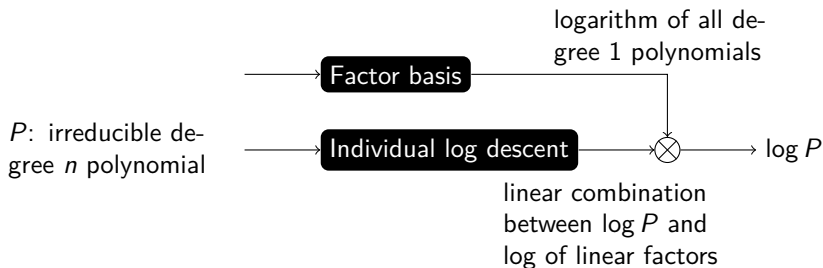 logarithm of all de-
gree 1 polynomials
Factor basis
P: irreducible de-
gree n polynomial
Individual log descent
log P
linear combination
between log P and
log of linear factors